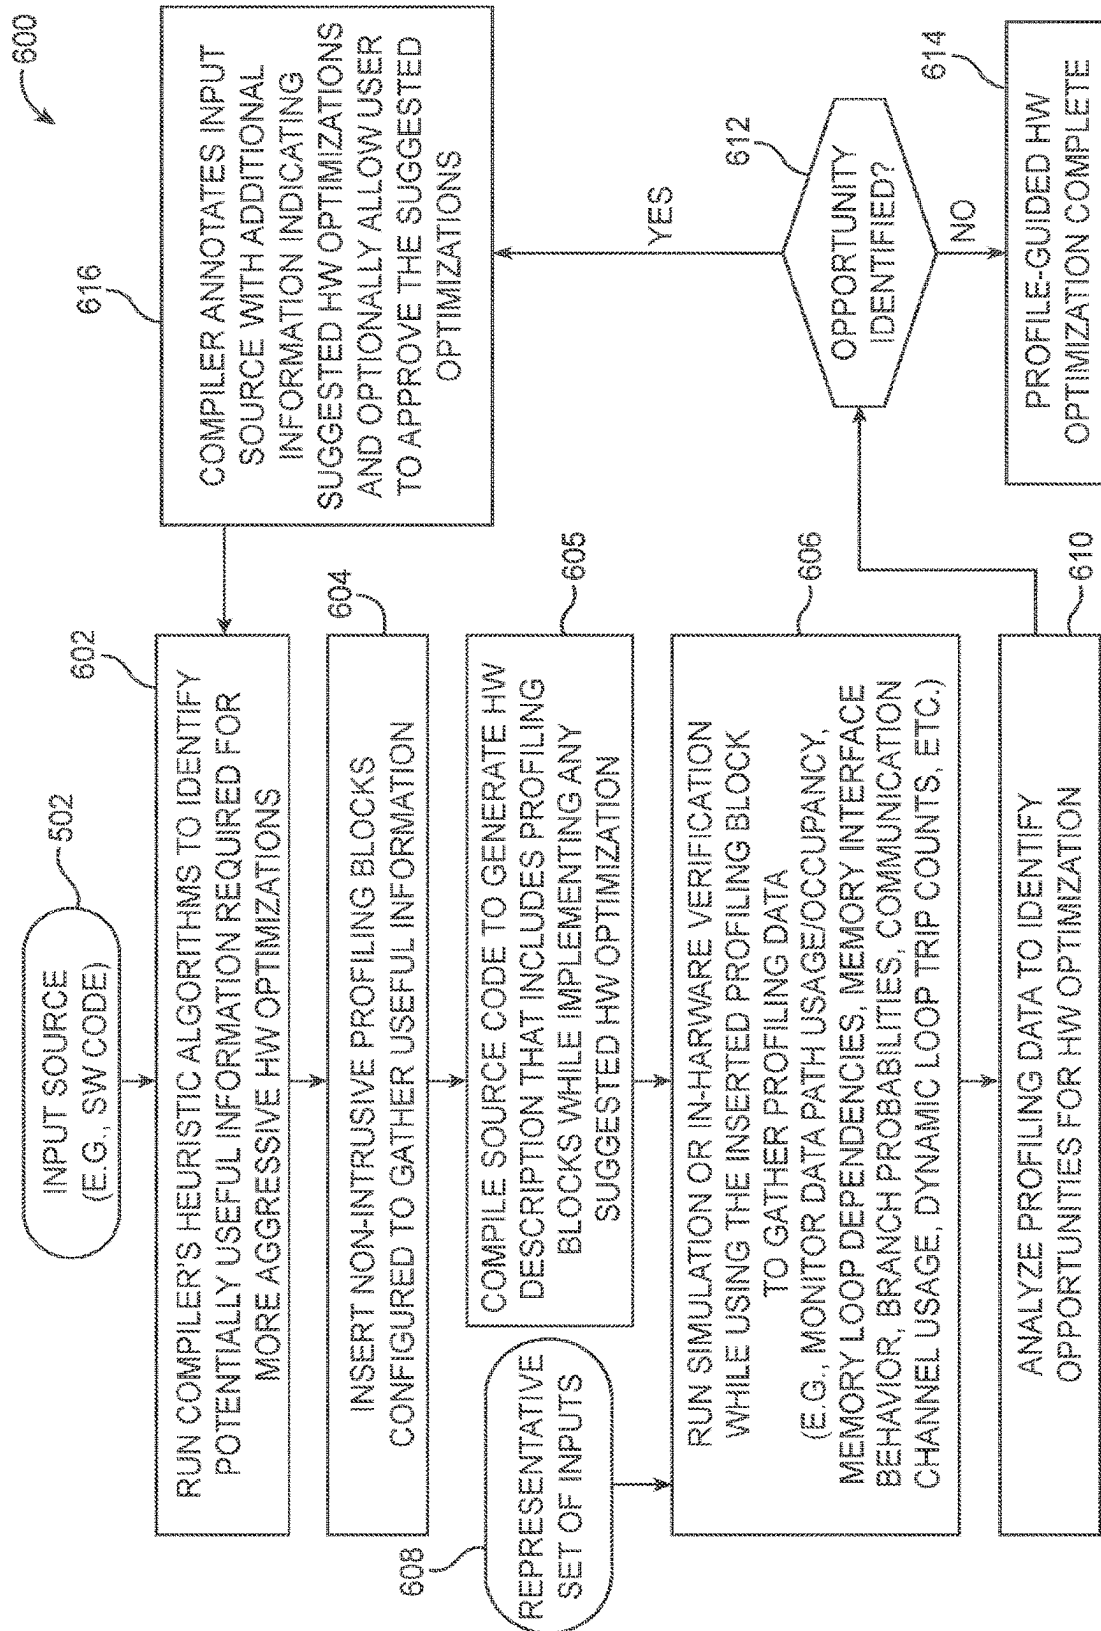 600
INPUT SOURCE
(E.G., SW CODE)
502
602
RUN COMPILER'S HEURISTIC ALGORITHMS TO IDENTIFY
POTENTIALLY USEFUL INFORMATION REQUIRED FOR
MORE AGGRESSIVE HW OPTIMIZATIONS
604
INSERT NON-INTRUSIVE PROFILING BLOCKS
CONFIGURED TO GATHER USEFUL INFORMATION
605
COMPILE SOURCE CODE TO GENERATE HW
DESCRIPTION THAT INCLUDES PROFILING
BLOCKS WHILE IMPLEMENTING ANY
SUGGESTED HW OPTIMIZATION
608
REPRESENTATIVE
SET OF INPUTS
606
RUN SIMULATION OR IN-HARWARE VERIFICATION
WHILE USING THE INSERTED PROFILING BLOCK
TO GATHER PROFILING DATA
(E.G., MONITOR DATA PATH USAGE/OCCUPANCY,
MEMORY LOOP DEPENDENCIES, MEMORY INTERFACE
BEHAVIOR, BRANCH PROBABILITIES, COMMUNICATION
CHANNEL USAGE, DYNAMIC LOOP TRIP COUNTS, ETC.)
610
ANALYZE PROFILING DATA TO IDENTIFY
OPPORTUNITIES FOR HW OPTIMIZATION
616
COMPILER ANNOTATES INPUT
SOURCE WITH ADDITIONAL
INFORMATION INDICATING
SUGGESTED HW OPTIMIZATIONS
AND OPTIONALLY ALLOW USER
TO APPROVE THE SUGGESTED
OPTIMIZATIONS
YES
612
OPPORTUNITY
IDENTIFIED?
NO
614
PROFILE-GUIDED HW
OPTIMIZATION COMPLETE